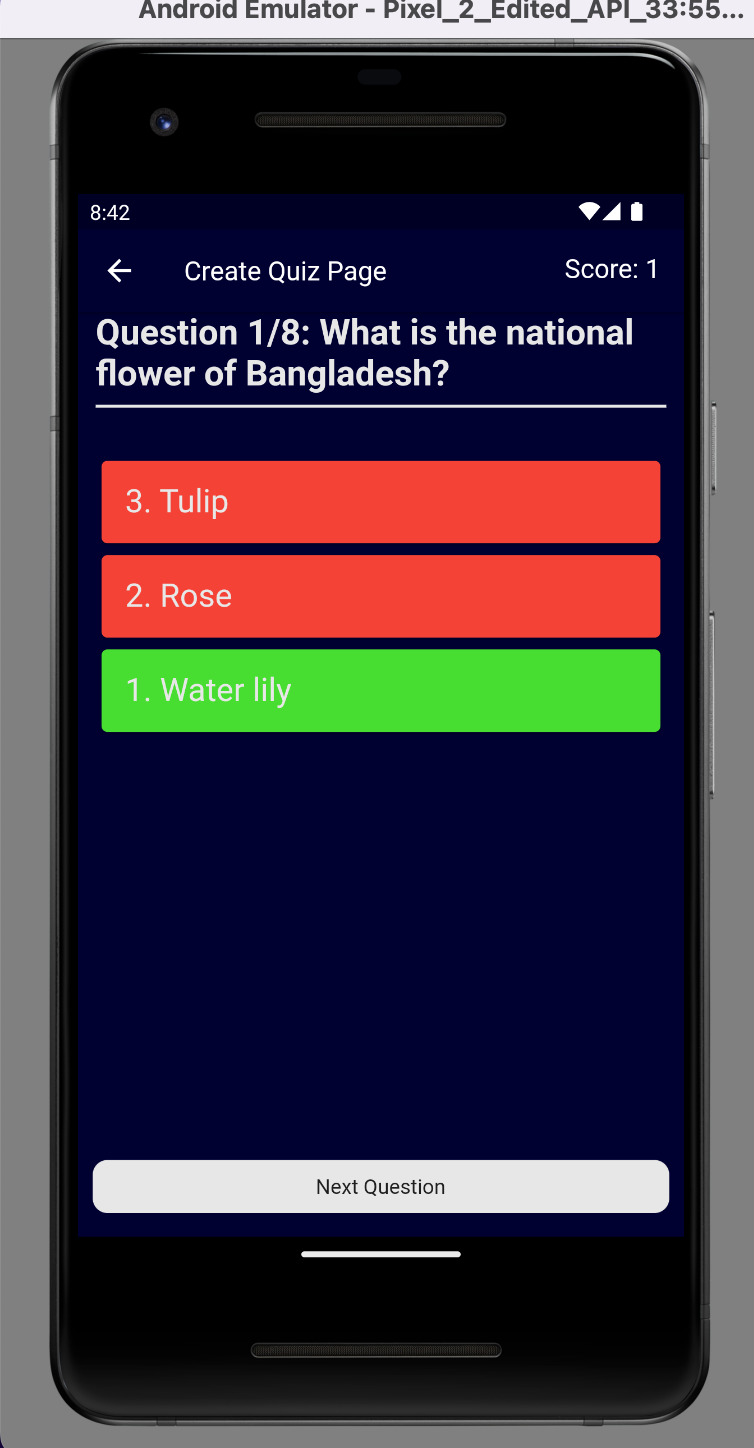 Android Emulator - Pixel_2_Edited_API_33:55...
8:42
Create Quiz Page
Score: 1
Question 1/8: What is the national
flower of Bangladesh?
3. Tulip
2. Rose
1. Water lily
Next Question